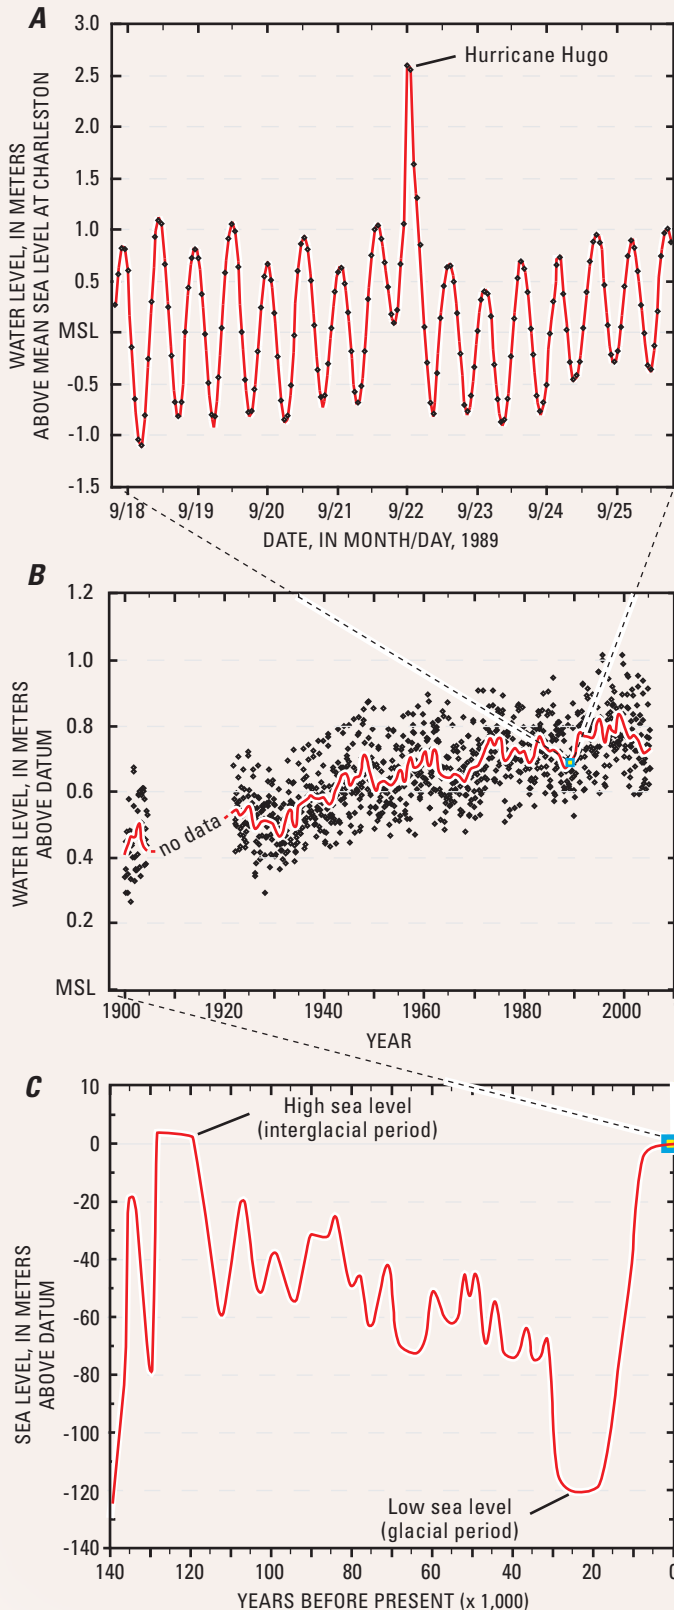 A
3.0
2.5
2.0
1.5
1.0
0.5
MSL
-0.5
-1.0
-1.5
WATER LEVEL, IN METERS
ABOVE MEAN SEA LEVEL AT CHARLESTON
Hurricane Hugo
9/18 9/19 9/20 9/21 9/22 9/23 9/24 9/25
DATE, IN MONTH/DAY, 1989
B
1.2
1.0
0.8
0.6
0.4
0.2
MSL
WATER LEVEL, IN METERS
ABOVE DATUM
no data
1900 1920 1940 1960 1980 2000
YEAR
C
10
0
-20
-40
-60
-80
-100
-120
-140
SEA LEVEL, IN METERS
ABOVE DATUM
High sea level
(interglacial period)
Low sea level
(glacial period)
140 120 100 80 60 40 20 0
YEARS BEFORE PRESENT (x 1,000)